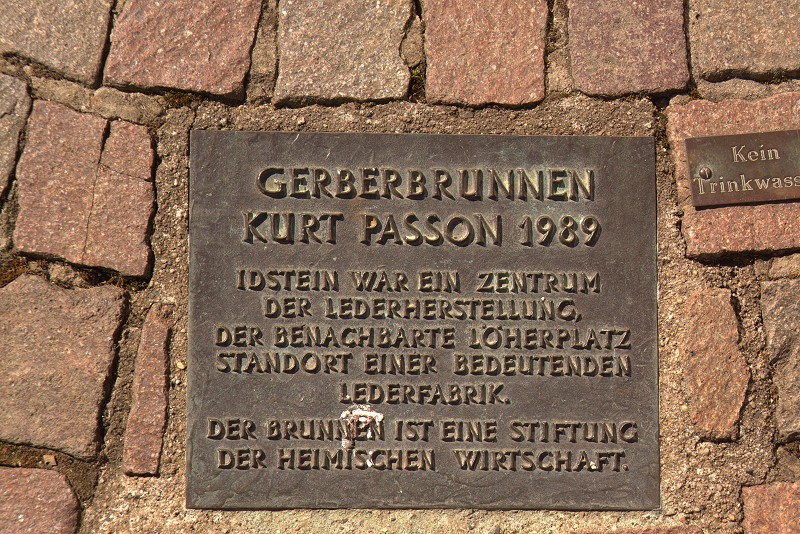 GERBERBRUNNEN
KURT PASSON 1989
IDSTEIN WAR EIN ZENTRUM
DER LEDERHERSTELLUNG,
DER BENACHBARTE LÖHERPLATZ
STANDORT EINER BEDEUTENDEN
LEDERFABRIK.
DER BRUNNEN IST EINE STIFTUNG
DER HEIMISCHEN WIRTSCHAFT.
Kein